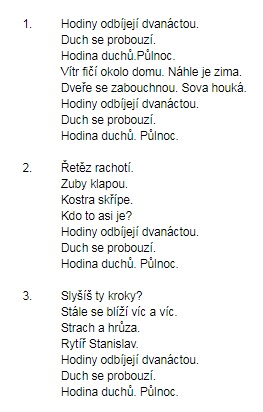 1. Hodiny odbíjejí dvanáctou.
Duch se probouzí.
Hodina duchů.Půlnoc.
Vítr fičí okolo domu. Náhle je zima.
Dveře se zabouchnou. Sova houká.
Hodiny odbíjejí dvanáctou.
Duch se probouzí.
Hodina duchů. Půlnoc.
2. Řetěz rachotí.
Zuby klapou.
Kostra skřípe.
Kdo to asi je?
Hodiny odbíjejí dvanáctou.
Duch se probouzí.
Hodina duchů. Půlnoc.
3. Slyšíš ty kroky?
Stále se blíží víc a víc.
Strach a hrůza.
Rytíř Stanislav.
Hodiny odbíjejí dvanáctou.
Duch se probouzí.
Hodina duchů. Půlnoc.